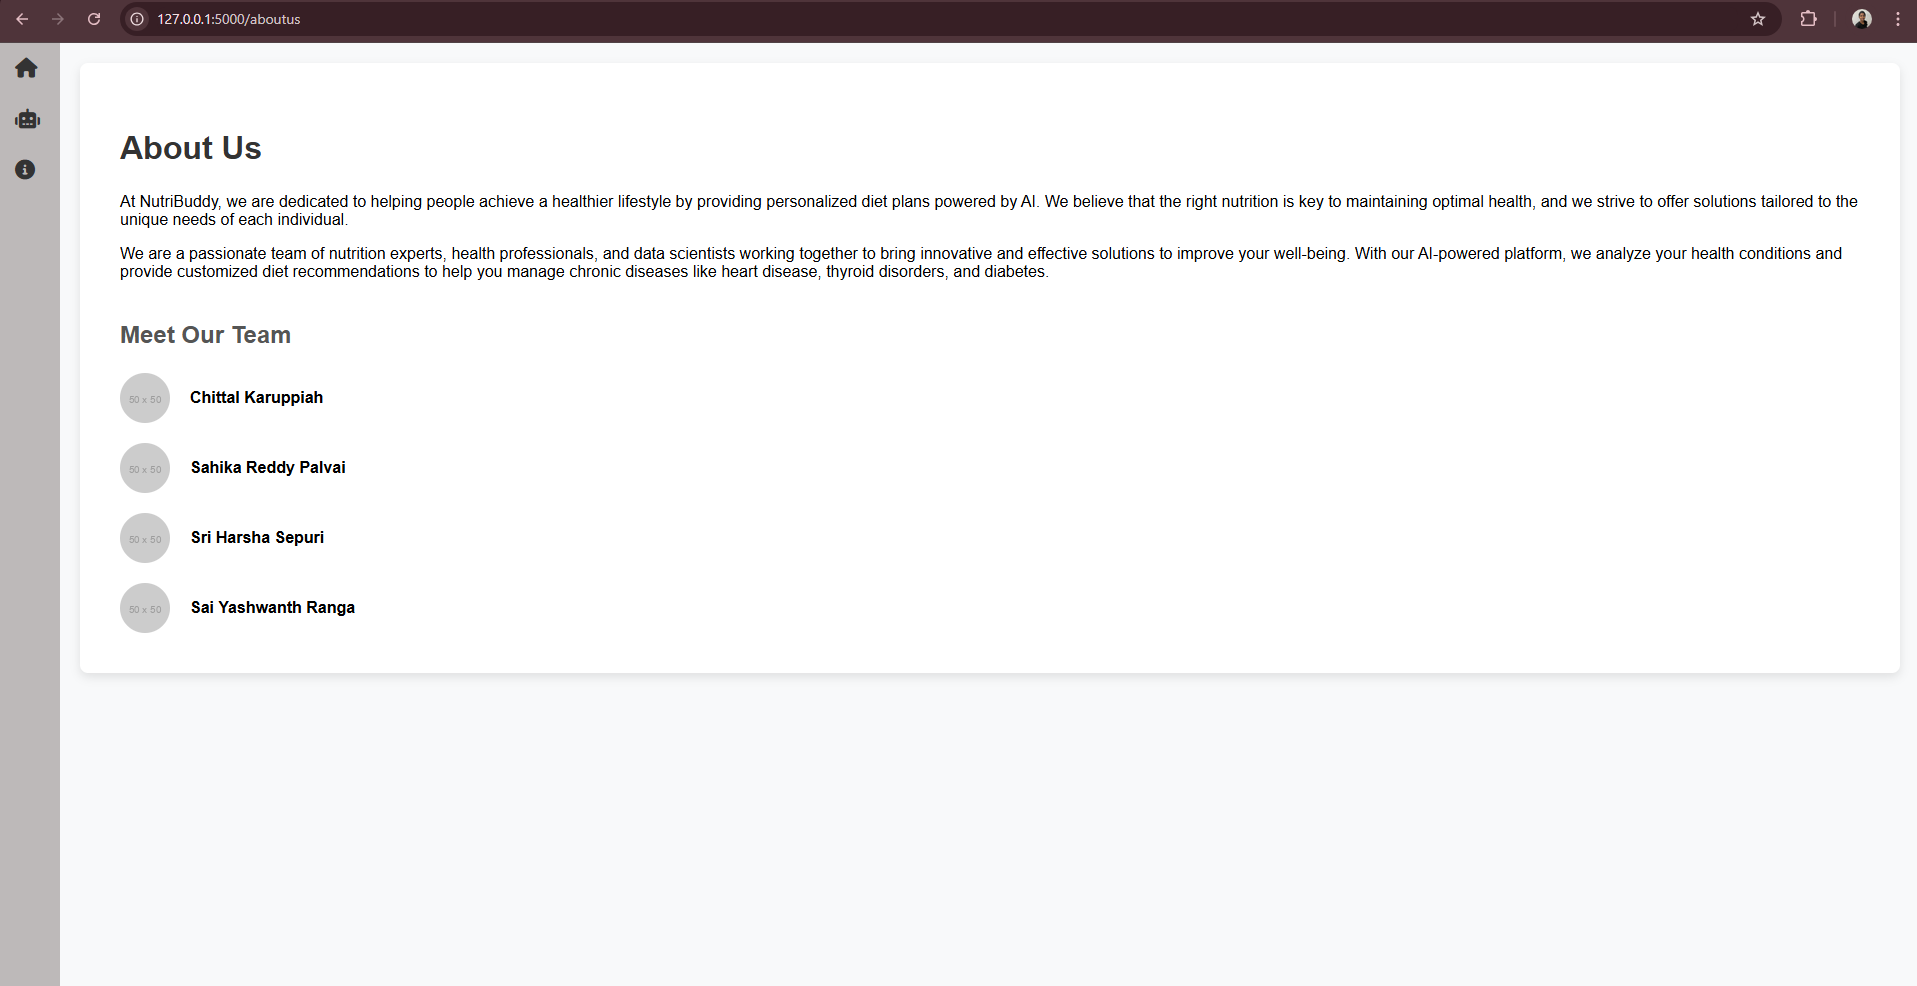 127.0.0.1:5000/aboutus
About Us
At NutriBuddy, we are dedicated to helping people achieve a healthier lifestyle by providing personalized diet plans powered by AI. We believe that the right nutrition is key to maintaining optimal health, and we strive to offer solutions tailored to the
unique needs of each individual.
We are a passionate team of nutrition experts, health professionals, and data scientists working together to bring innovative and effective solutions to improve your well-being. With our AI-powered platform, we analyze your health conditions and
provide customized diet recommendations to help you manage chronic diseases like heart disease, thyroid disorders, and diabetes.
Meet Our Team
50 x 50 Chittal Karuppiah
50 x 50 Sahika Reddy Palvai
50 x 50 Sri Harsha Sepuri
50 x 50 Sai Yashwanth Ranga